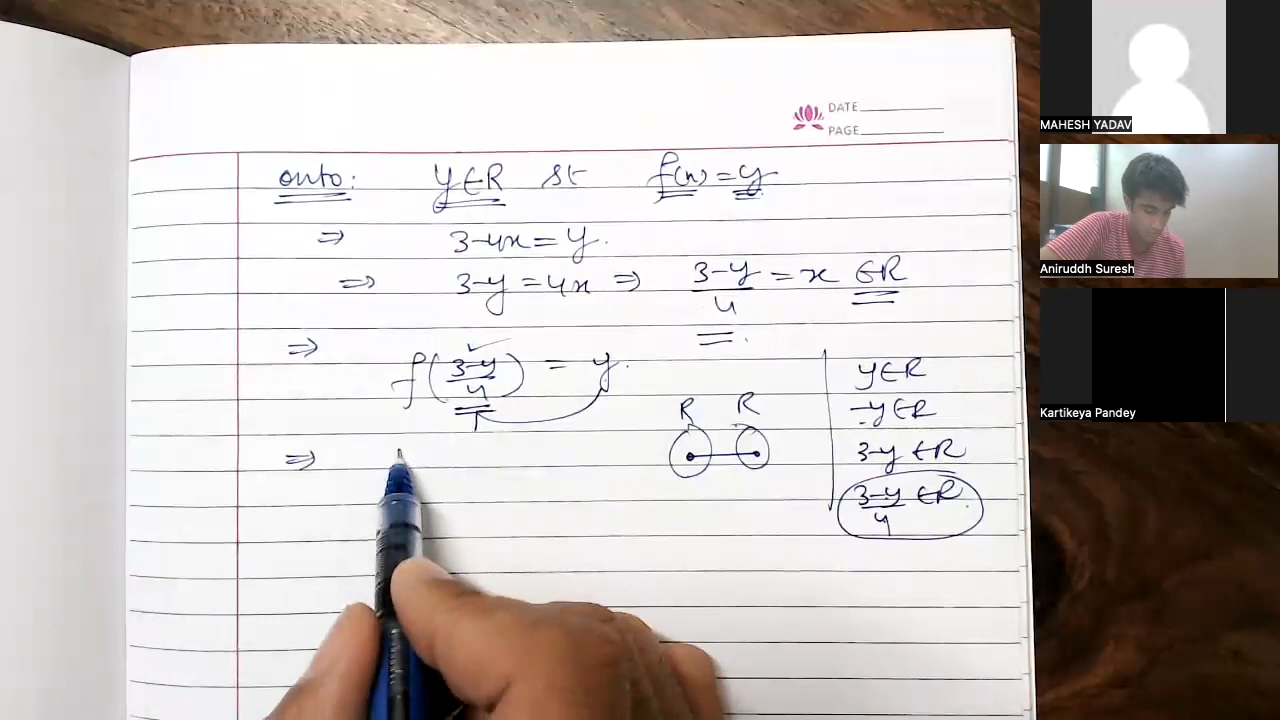 DATE
PAGE
onto: y∈R st f(x)=y
⇒ 3-4x=y.
⇒ 3-y=4x ⇒ 3-y/4 = x ∈R
⇒ f(3-y/4) = y.
⇒
R R
y∈R
-y∈R
3-y ∈R
3-y/4 ∈R.
MAHESH YADAV
Aniruddh Suresh
Kartikeya Pandey